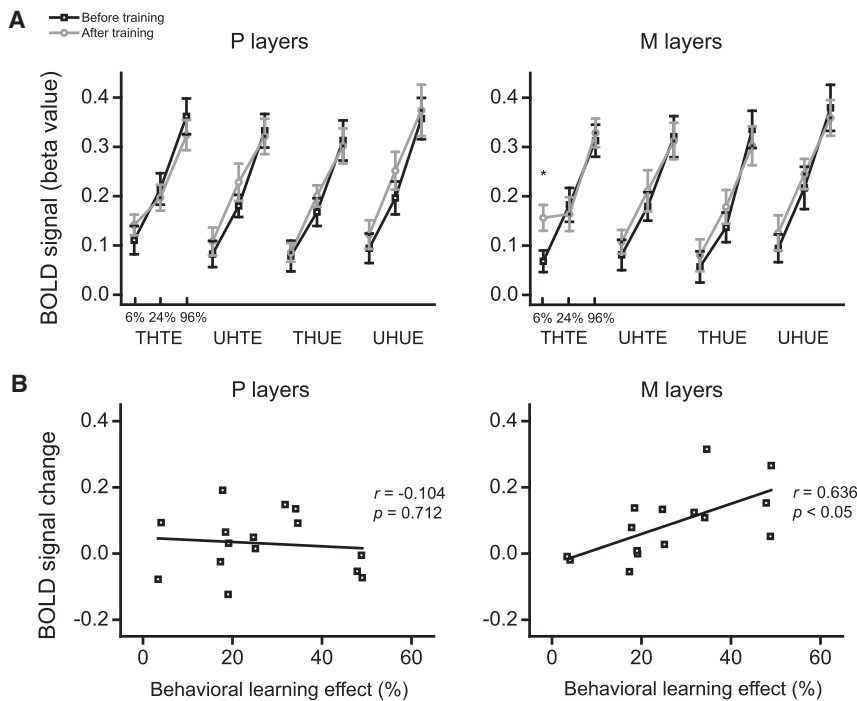 A
Before training
After training
P layers
M layers
BOLD signal (beta value)
0.4
0.3
0.2
0.1
0.0
6% 24% 96%
THTE UHTE THUE UHUE
0.4
0.3
0.2
0.1
0.0
*
6% 24% 96%
THTE UHTE THUE UHUE
B
P layers
M layers
BOLD signal change
0.4
0.2
0.0
-0.2
r = -0.104
p = 0.712
0 20 40 60
Behavioral learning effect (%)
0.4
0.2
0.0
-0.2
r = 0.636
p < 0.05
0 20 40 60
Behavioral learning effect (%)